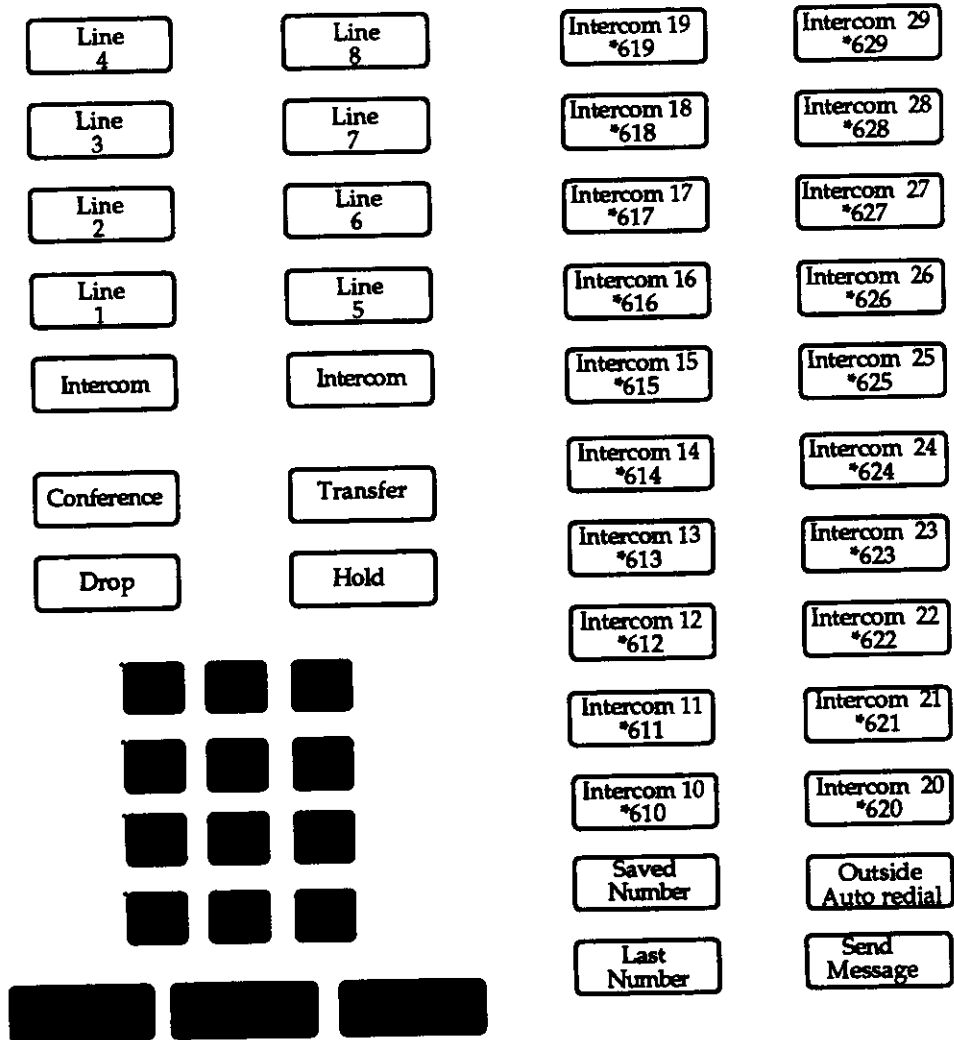 Line
4
Line
8
Intercom 19
*619
Intercom 29
*629
Line
3
Line
7
Intercom 18
*618
Intercom 28
*628
Line
2
Line
6
Intercom 17
*617
Intercom 27
*627
Line
1
Line
5
Intercom 16
*616
Intercom 26
*626
Intercom
Intercom
Intercom 15
*615
Intercom 25
*625
Conference
Transfer
Intercom 14
*614
Intercom 24
*624
Drop
Hold
Intercom 13
*613
Intercom 23
*623
Intercom 12
*612
Intercom 22
*622
Intercom 11
*611
Intercom 21
*621
Intercom 10
*610
Intercom 20
*620
Saved
Number
Outside
Auto redial
Last
Number
Send
Message